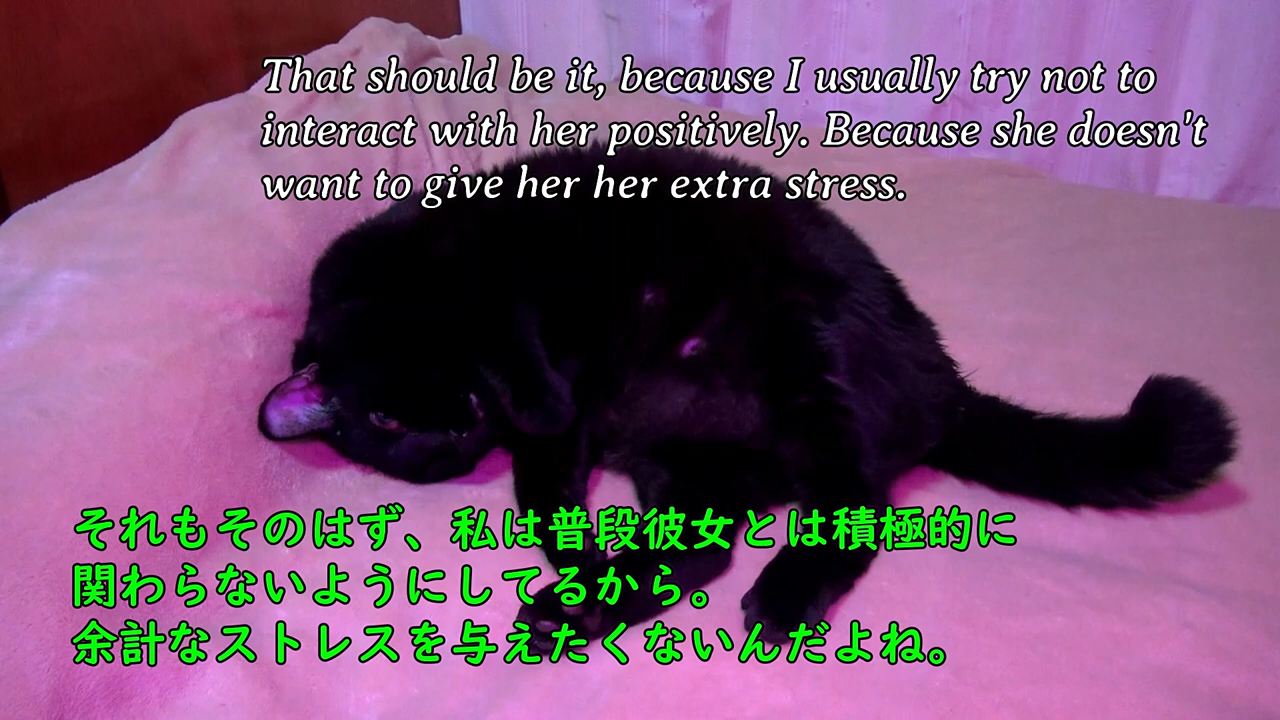 That should be it, because I usually try not to
interact with her positively. Because she doesn't
want to give her her extra stress.
それもそのはず、私は普段彼女とは積極的に
関わらないようにしてるから。
余計なストレスを与えたくないんだよね。